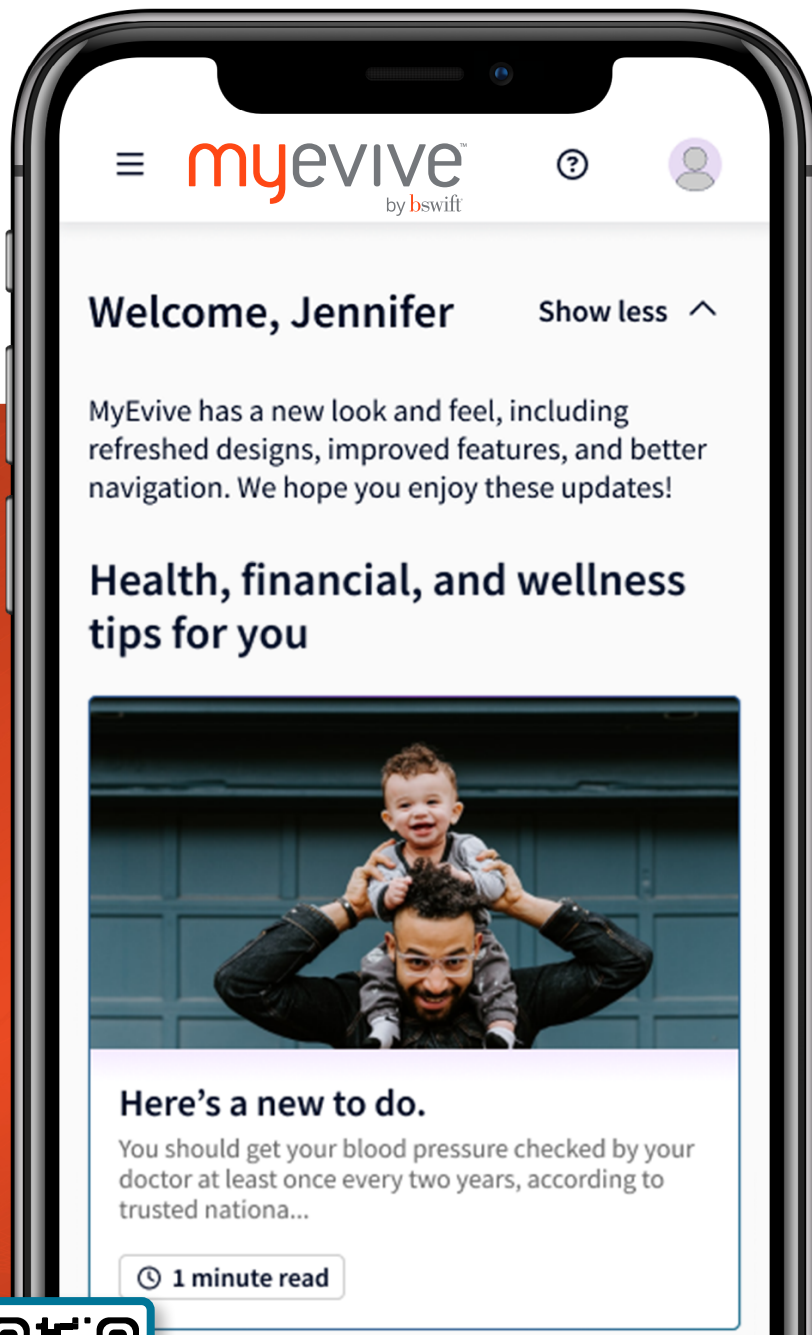 myevive™
by bswift
Welcome, Jennifer
Show less
MyEvive has a new look and feel, including
refreshed designs, improved features, and better
navigation. We hope you enjoy these updates!
Health, financial, and wellness
tips for you
Here’s a new to do.
You should get your blood pressure checked by your
doctor at least once every two years, according to
trusted nationa...
1 minute read